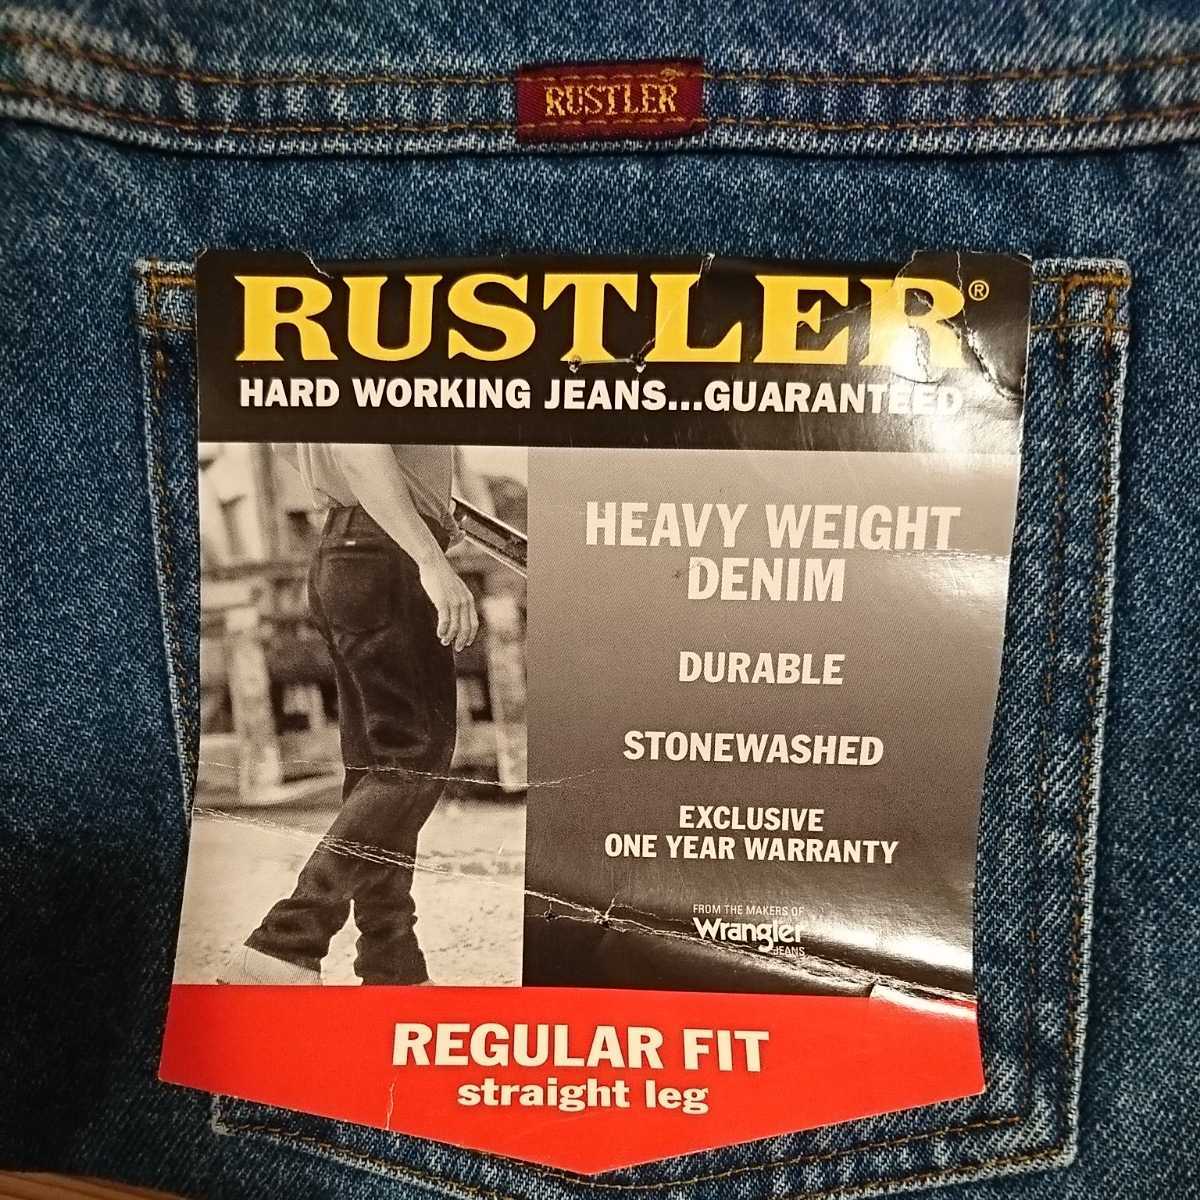 RUSTLER
RUSTLER®
HARD WORKING JEANS...GUARANTEED
HEAVY WEIGHT
DENIM
DURABLE
STONEWASHED
EXCLUSIVE
ONE YEAR WARRANTY
FROM THE MAKERS OF
Wrangler
JEANS
REGULAR FIT
straight leg